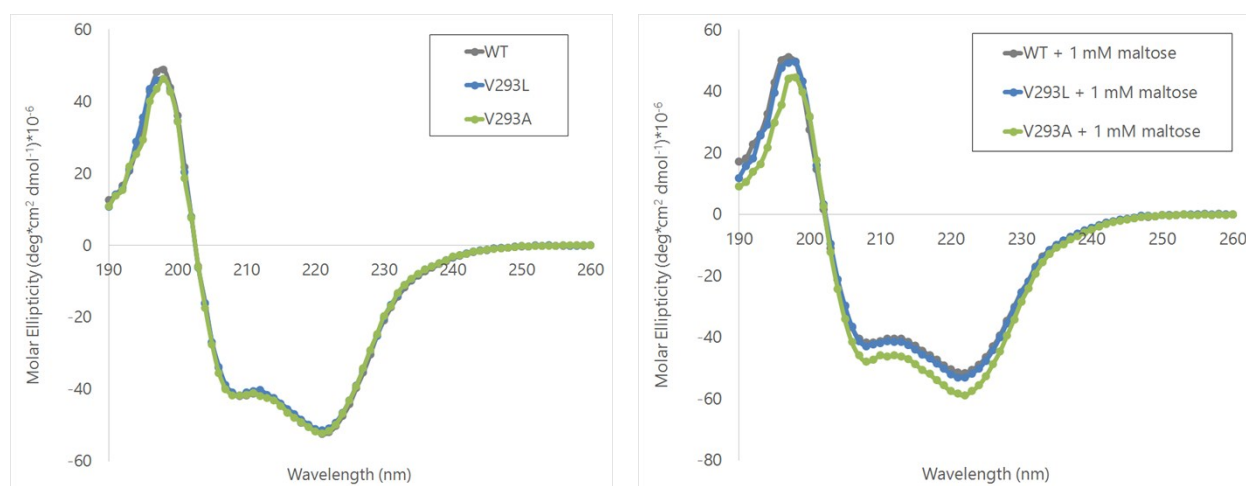 60
40
20
0
-20
-40
-60
190 200 210 220 230 240 250 260
Molar Ellipticity (deg*cm² dmol⁻¹)*10⁻⁶
Wavelength (nm)
WT
V293L
V293A
60
40
20
0
-20
-40
-60
-80
190 200 210 220 230 240 250 260
Molar Ellipticity (deg*cm² dmol⁻¹)*10⁻⁶
Wavelength (nm)
WT + 1 mM maltose
V293L + 1 mM maltose
V293A + 1 mM maltose